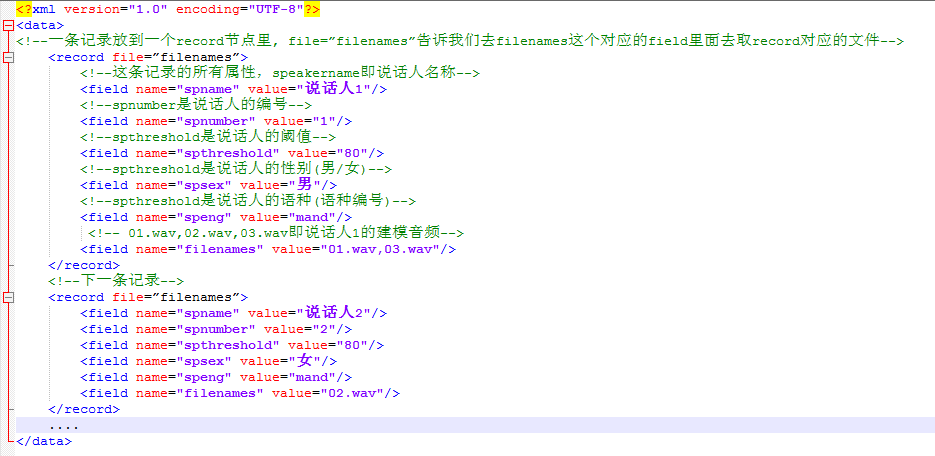 <?xml version="1.0" encoding="UTF-8"?>
<data>
<!--一条记录放到一个record节点里, file=”filenames”告诉我们去filenames这个对应的field里面去取record对应的文件-->
<record file=”filenames”>
<!--这条记录的所有属性，speakername即说话人名称-->
<field name="spname" value="说话人1"/>
<!--spnumber是说话人的编号-->
<field name="spnumber" value="1"/>
<!--spthreshold是说话人的阈值-->
<field name="spthreshold" value="80"/>
<!--spthreshold是说话人的性别(男/女)-->
<field name="spsex" value="男"/>
<!--spthreshold是说话人的语种(语种编号)-->
<field name="speng" value="mand"/>
<!-- 01.wav,02.wav,03.wav即说话人1的建模音频-->
<field name="filenames" value="01.wav,03.wav"/>
</record>
<!--下一条记录-->
<record file=”filenames”>
<field name="spname" value="说话人2"/>
<field name="spnumber" value="2"/>
<field name="spthreshold" value="80"/>
<field name="spsex" value="女"/>
<field name="speng" value="mand"/>
<field name="filenames" value="02.wav"/>
</record>
....
</data>